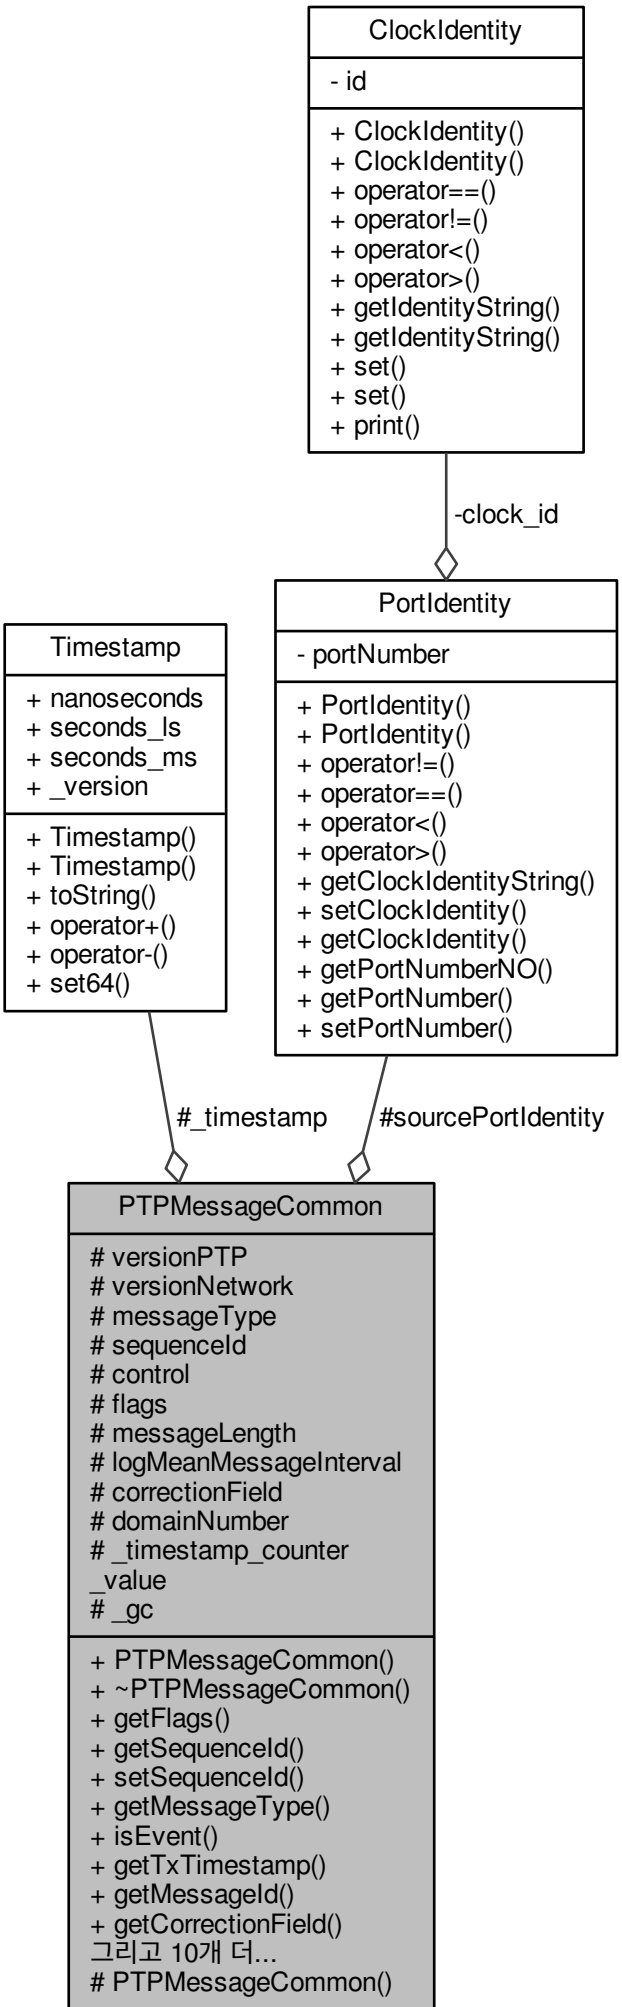 ClockIdentity
- id
+ ClockIdentity()
+ ClockIdentity()
+ operator==()
+ operator!=()
+ operator<()
+ operator>()
+ getIdentityString()
+ getIdentityString()
+ set()
+ set()
+ print()
-clock_id
PortIdentity
- portNumber
+ PortIdentity()
+ PortIdentity()
+ operator!=()
+ operator==()
+ operator<()
+ operator>()
+ getClockIdentityString()
+ setClockIdentity()
+ getClockIdentity()
+ getPortNumberNO()
+ getPortNumber()
+ setPortNumber()
Timestamp
+ nanoseconds
+ seconds_ls
+ seconds_ms
+ _version
+ Timestamp()
+ Timestamp()
+ toString()
+ operator+()
+ operator-()
+ set64()
#_timestamp
#sourcePortIdentity
PTPMessageCommon
# versionPTP
# versionNetwork
# messageType
# sequenceId
# control
# flags
# messageLength
# logMeanMessageInterval
# correctionField
# domainNumber
# _timestamp_counter
_value
# _gc
+ PTPMessageCommon()
+ ~PTPMessageCommon()
+ getFlags()
+ getSequenceId()
+ setSequenceId()
+ getMessageType()
+ isEvent()
+ getTxTimestamp()
+ getMessageId()
+ getCorrectionField()
그리고 10개 더...
# PTPMessageCommon()